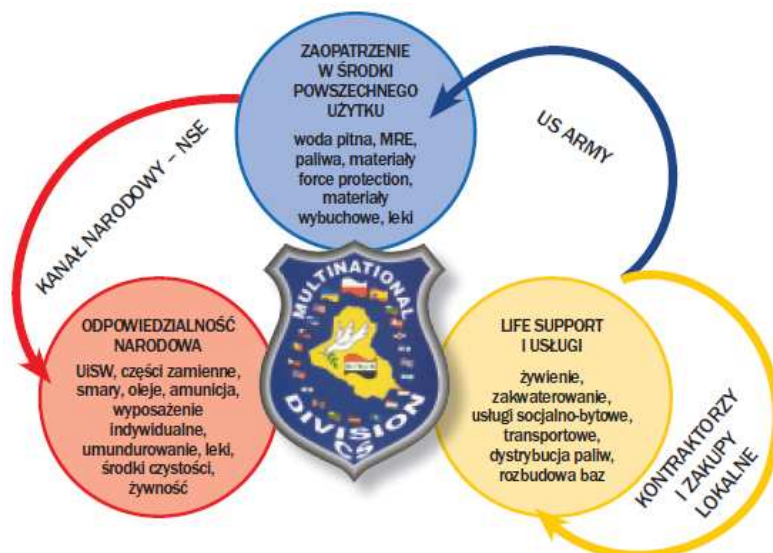 ZAOPATRZENIE
W ŚRODKI
POWSZECHNEGO
UŻYTKU
woda pitna, MRE,
paliwa, materiały
force protection,
materiały
wybuchowe, leki
KANAŁ NARODOWY – NSE
US ARMY
MULTINATIONAL
DIVISION
CS
ODPOWIEDZIALNOŚĆ
NARODOWA
UiSW, części zamienne,
smary, oleje, amunicja,
wyposażenie
indywidualne,
umundurowanie, leki,
środki czystości,
żywność
LIFE SUPPORT
I USŁUGI
żywienie,
zakwaterowanie,
usługi socjalno-bytowe,
transportowe,
dystrybucja paliw,
rozbudowa baz
KONTRAKTORZY
I ZAKUPY
LOKALNE